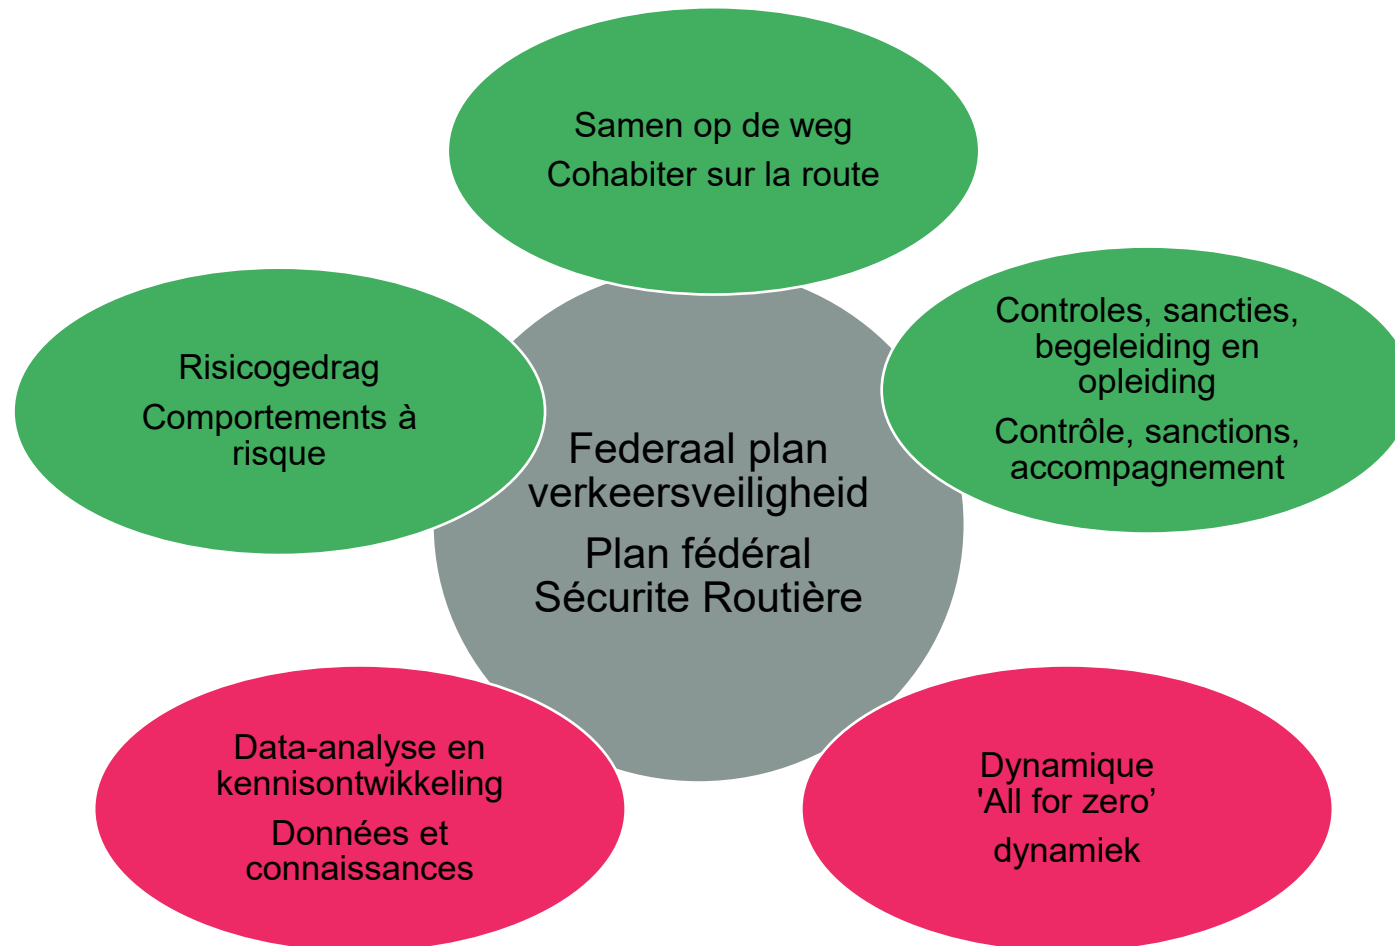 Samen op de weg
Cohabiter sur la route
Risicogedrag
Comportements à
risque
Controles, sancties,
begeleiding en
opleiding
Contrôle, sanctions,
accompagnement
Federaal plan
verkeersveiligheid
Plan fédéral
Sécurite Routière
Data-analyse en
kennisontwikkeling
Données et
connaissances
Dynamique
'All for zero’
dynamiek